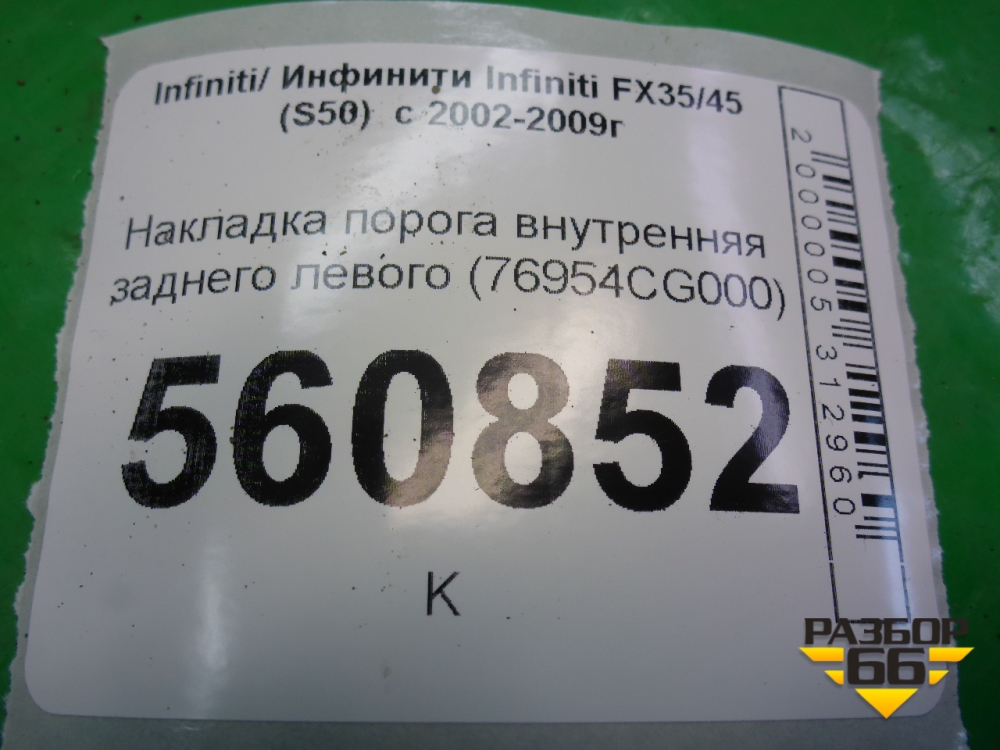 Infiniti/ Инфинити Infiniti FX35/45
(S50) с 2002-2009г
Накладка порога внутренняя
заднего левого (76954CG000)
560852
К
2000005312960
РАЗБОР
66